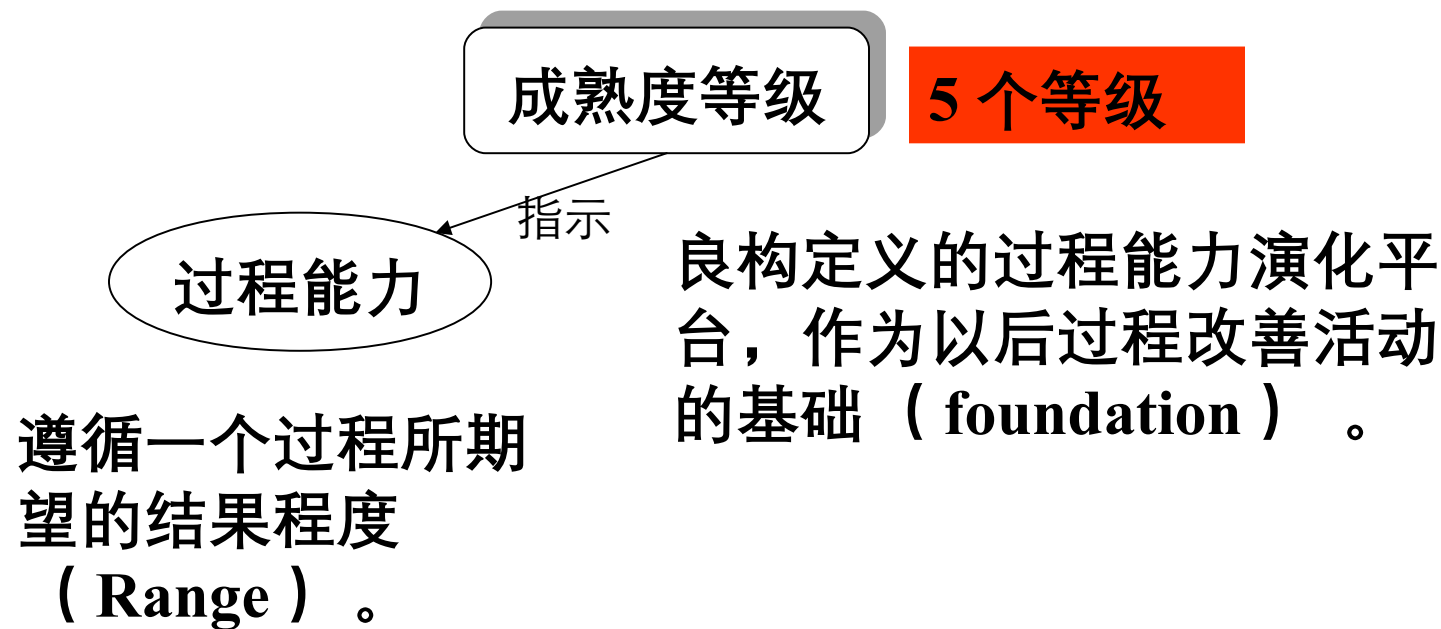 成熟度等级
5 个等级
指示
过程能力
良构定义的过程能力演化平
台，作为以后过程改善活动
的基础（foundation）。
遵循一个过程所期
望的结果程度
（Range）。